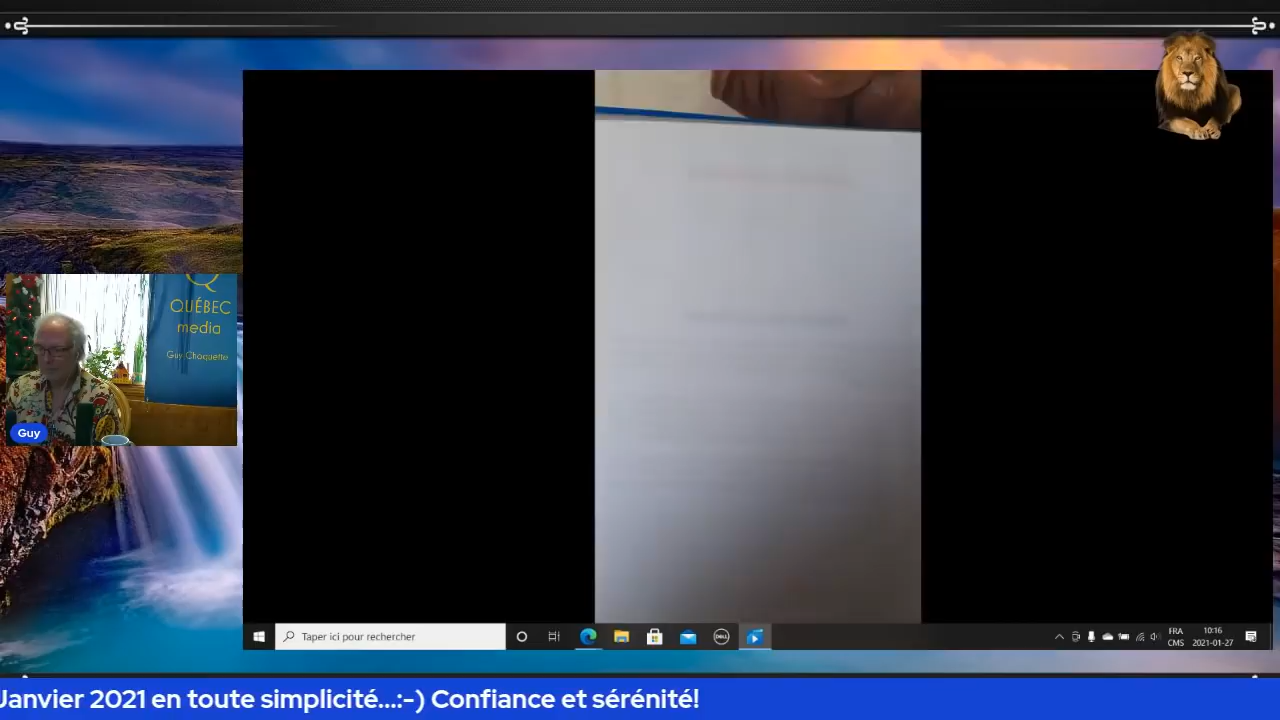 QUÉBEC
media
Guy Choquette
Guy
Taper ici pour rechercher
DELL
FRA
CMS
10:16
2021-01-27
Janvier 2021 en toute simplicité...:-) Confiance et sérénité!